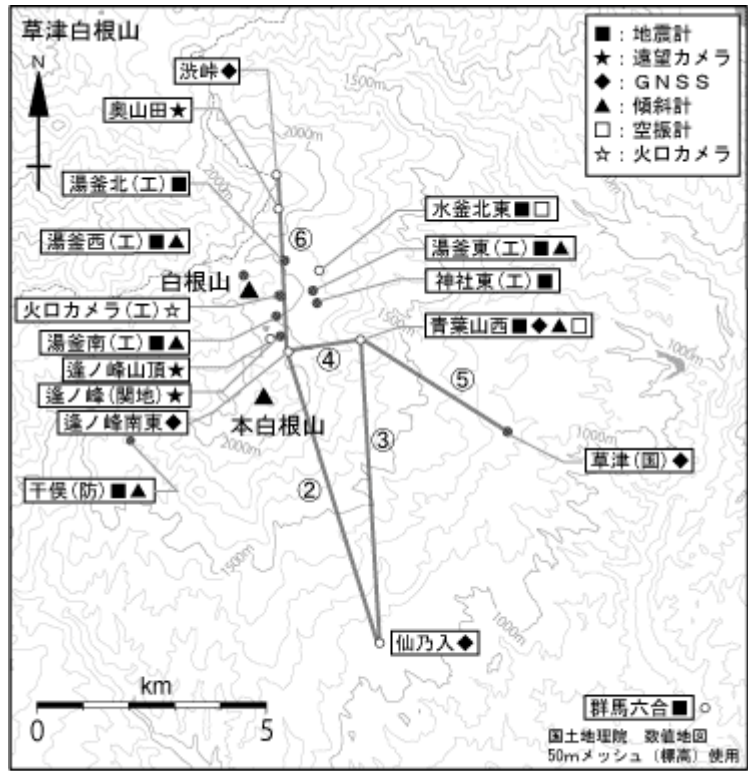 草津白根山
N
■：地震計
★：遠望カメラ
◆：ＧＮＳＳ
▲：傾斜計
□：空振計
☆：火口カメラ
渋峠◆
奥山田★
湯釜北(工)■
湯釜西(工)■▲
白根山
火口カメラ(工)☆
湯釜南(工)■▲
逢ノ峰山頂★
逢ノ峰(関地)★
逢ノ峰南東◆
本白根山
干俣(防)■▲
水釜北東■□
湯釜東(工)■▲
神社東(工)■
青葉山西■◆▲□
草津(国)◆
仙乃入◆
群馬六合■
⑥
④
⑤
③
②
1500m
2000m
2000m
1500m
1000m
1000m
2000m
1500m
1000m
km
0 5
国土地理院　数値地図
50mメッシュ（標高）使用